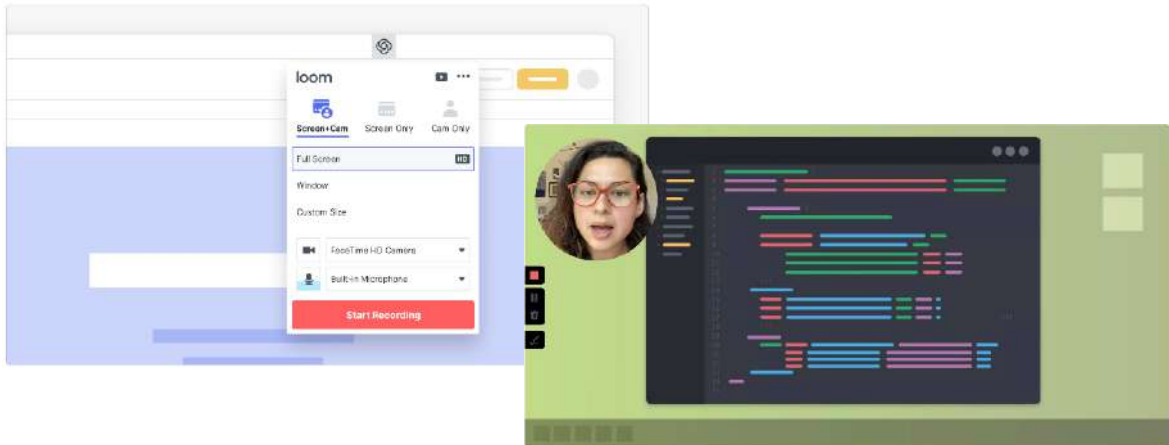 loom
Screen+Cam Screen Only Cam Only
Full Screen HD
Window
Custom Size
FaceTime HD Camera
Built-in Microphone
Start Recording